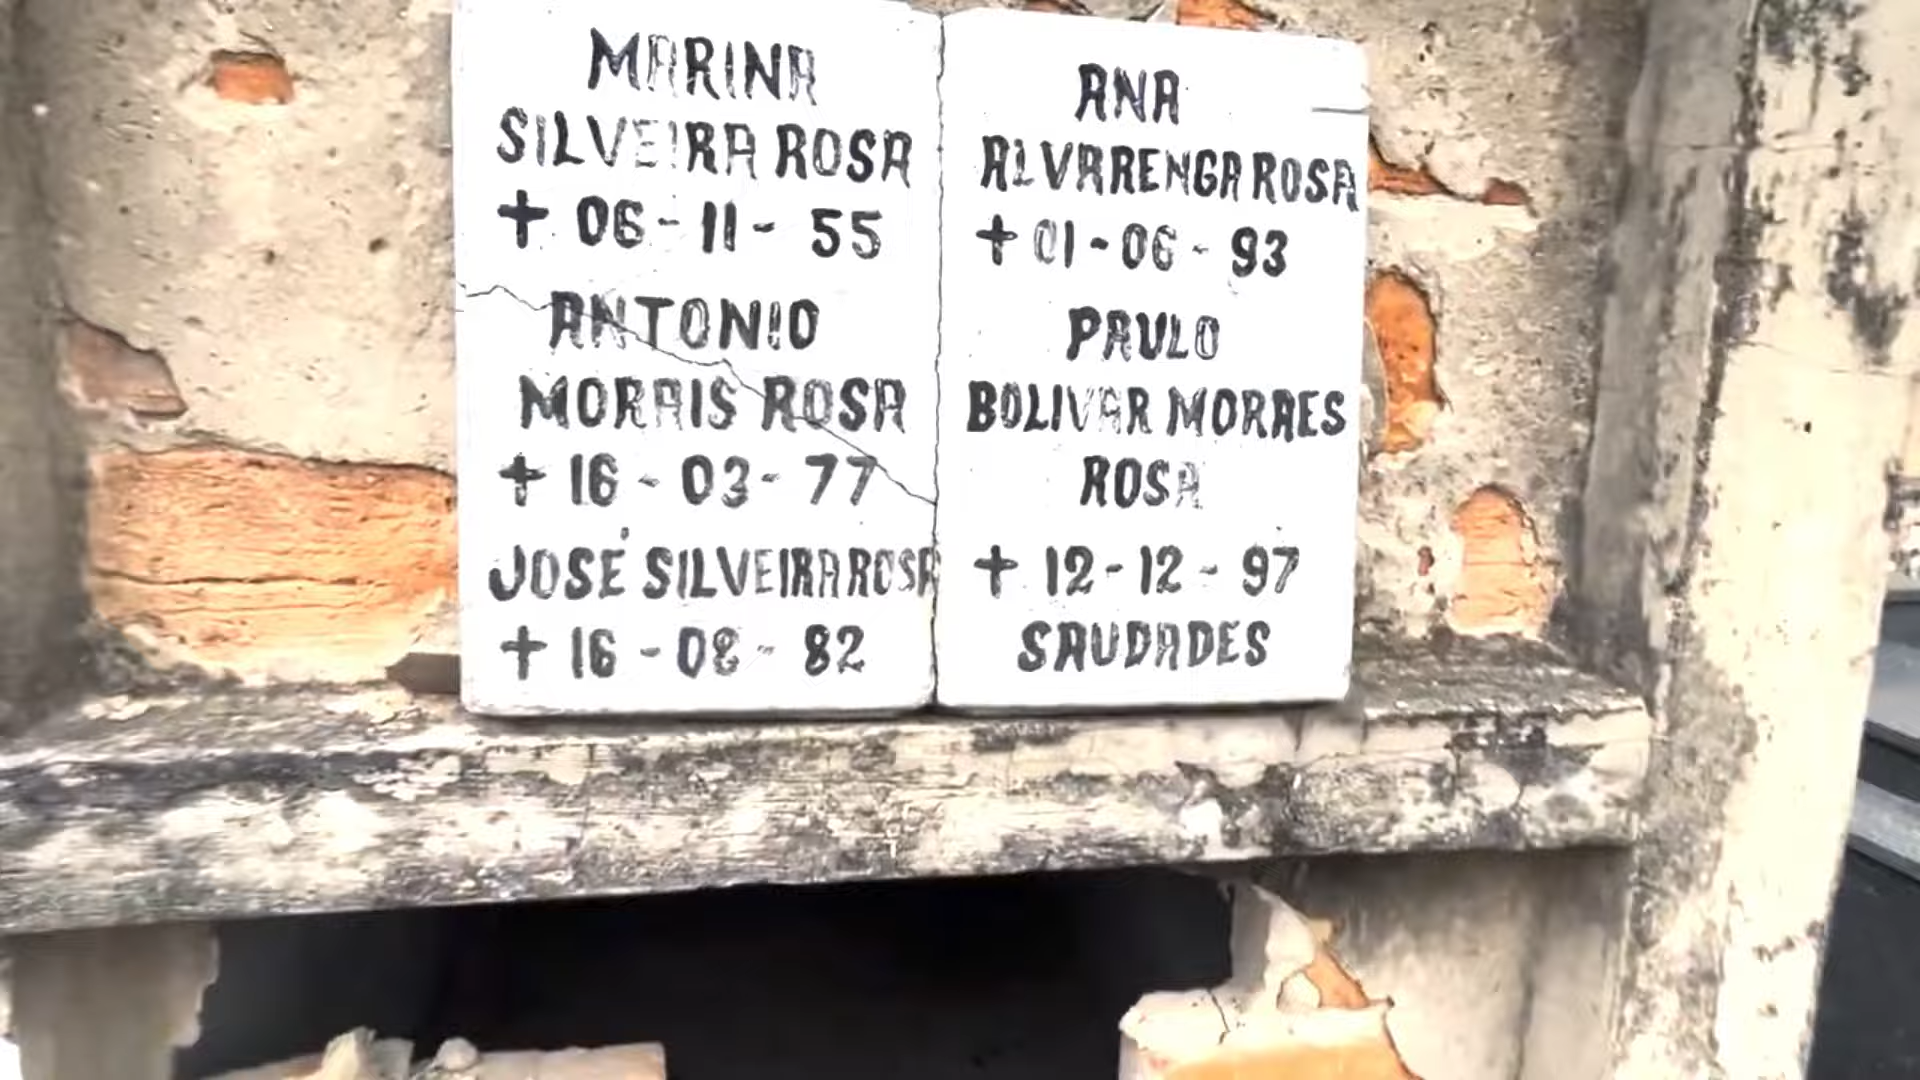 MARINA
SILVEIRA ROSA
+ 06 - 11 - 55
ANTONIO
MORAIS ROSA
+ 16 - 03 - 77
JOSÉ SILVEIRA ROSA
+ 16 - 08 - 82
ANA
ALVARENGA ROSA
+ 01 - 06 - 93
PAULO
BOLIVAR MORAES
ROSA
+ 12 - 12 - 97
SAUDADES